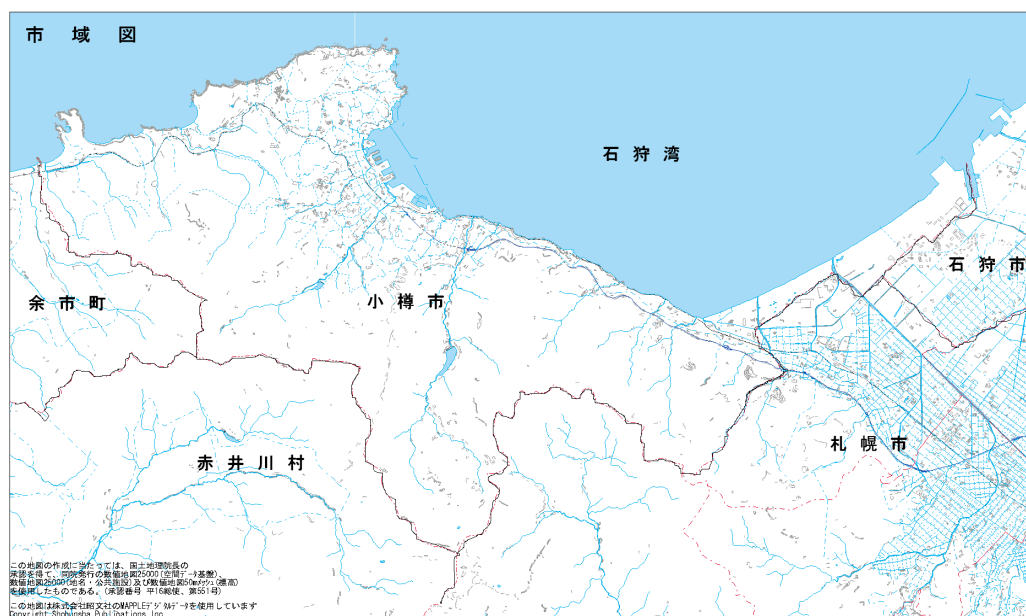 市域図
石狩湾
石狩市
余市町
小樽市
札幌市
赤井川村
この地図の作成に当たっては、国土地理院長の
承認を得て、同院発行の数値地図25000(空間データ基盤)、
数値地図25000(地名・公共施設)及び数値地図50mメッシュ(標高)
を使用したものである。(承認番号 平16総使、第551号)
この地図は株式会社昭文社のMAPPLEデジタルデータを使用しています
Copyright Shobunsha Publications,Inc.